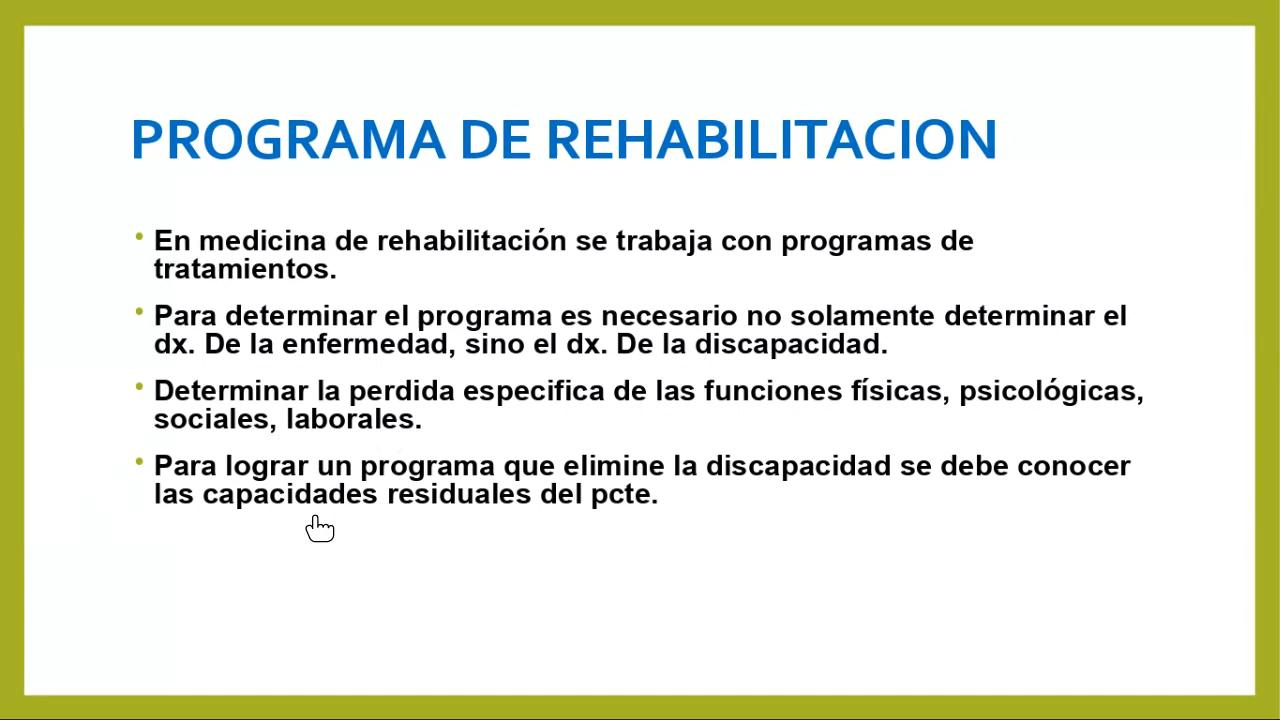 PROGRAMA DE REHABILITACION
• En medicina de rehabilitación se trabaja con programas de
tratamientos.
• Para determinar el programa es necesario no solamente determinar el
dx. De la enfermedad, sino el dx. De la discapacidad.
• Determinar la perdida especifica de las funciones físicas, psicológicas,
sociales, laborales.
• Para lograr un programa que elimine la discapacidad se debe conocer
las capacidades residuales del pcte.